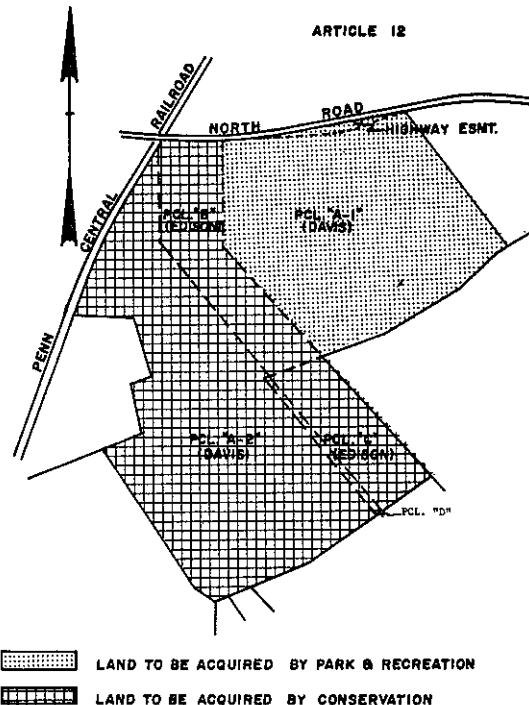 ARTICLE 12
PENN CENTRAL RAILROAD
NORTH ROAD
HIGHWAY ESMT.
PCL. "B"
(EDISON)
PCL. "A-1"
(DAVIS)
PCL. "A-2"
(DAVIS)
PCL. "C"
(EDISON)
PCL. "D"
LAND TO BE ACQUIRED BY PARK & RECREATION
LAND TO BE ACQUIRED BY CONSERVATION